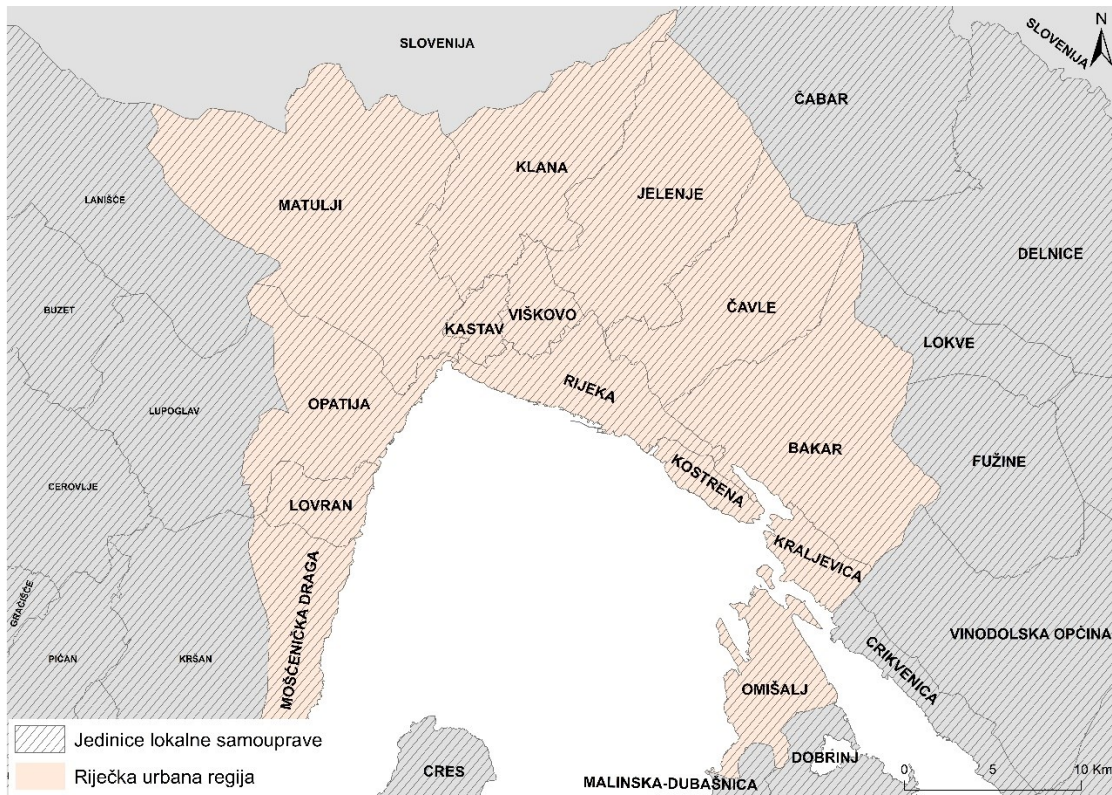 SLOVENIJA
N
SLOVENIJA
ČABAR
KLANA
JELENJE
MATULJI
LANIŠĆE
DELNICE
BUZET
ČAVLE
VIŠKOVO
KASTAV
LOKVE
RIJEKA
OPATIJA
LUPOGLAV
BAKAR
FUŽINE
KOSTRENA
CEROVLJE
LOVRAN
KRALJEVICA
MOŠĆENIČKA DRAGA
GRAČIŠĆE
PIĆAN
KRŠAN
VINODOLSKA OPĆINA
CRIKVENICA
OMIŠALJ
Jedinice lokalne samouprave
Riječka urbana regija
CRES
DOBRINJ
MALINSKA-DUBAŠNICA
0 5 10 Km